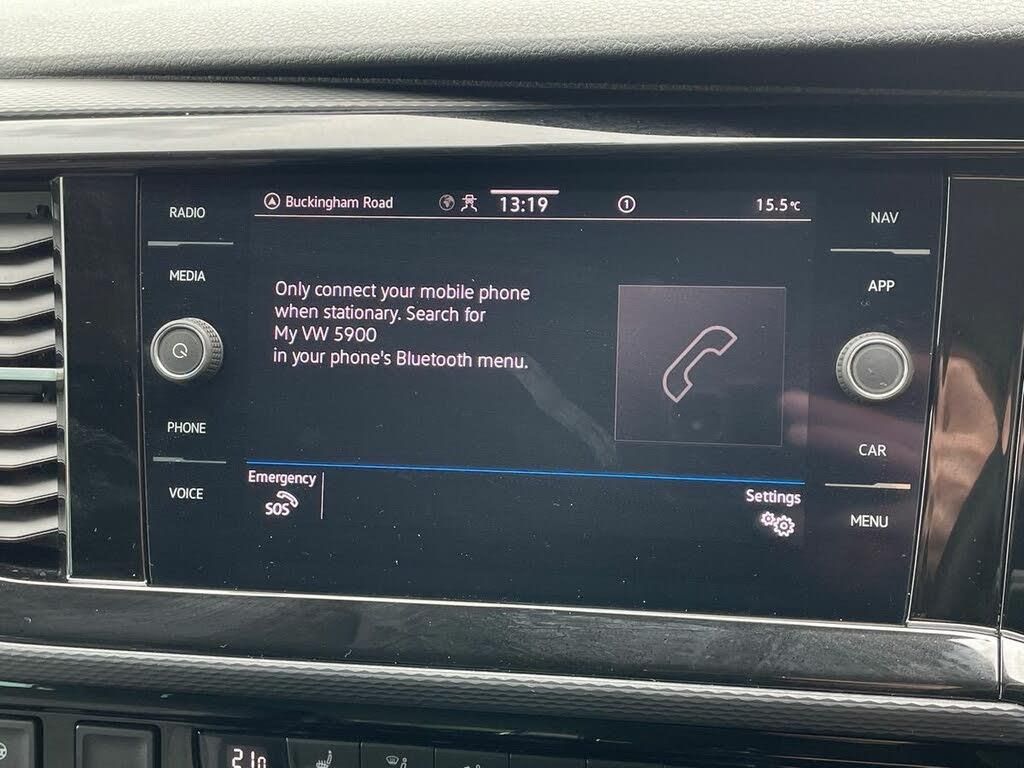 RADIO
MEDIA
PHONE
VOICE
Buckingham Road
13:19
1
15.5°C
Only connect your mobile phone
when stationary. Search for
My VW 5900
in your phone's Bluetooth menu.
Emergency
SOS
Settings
NAV
APP
CAR
MENU